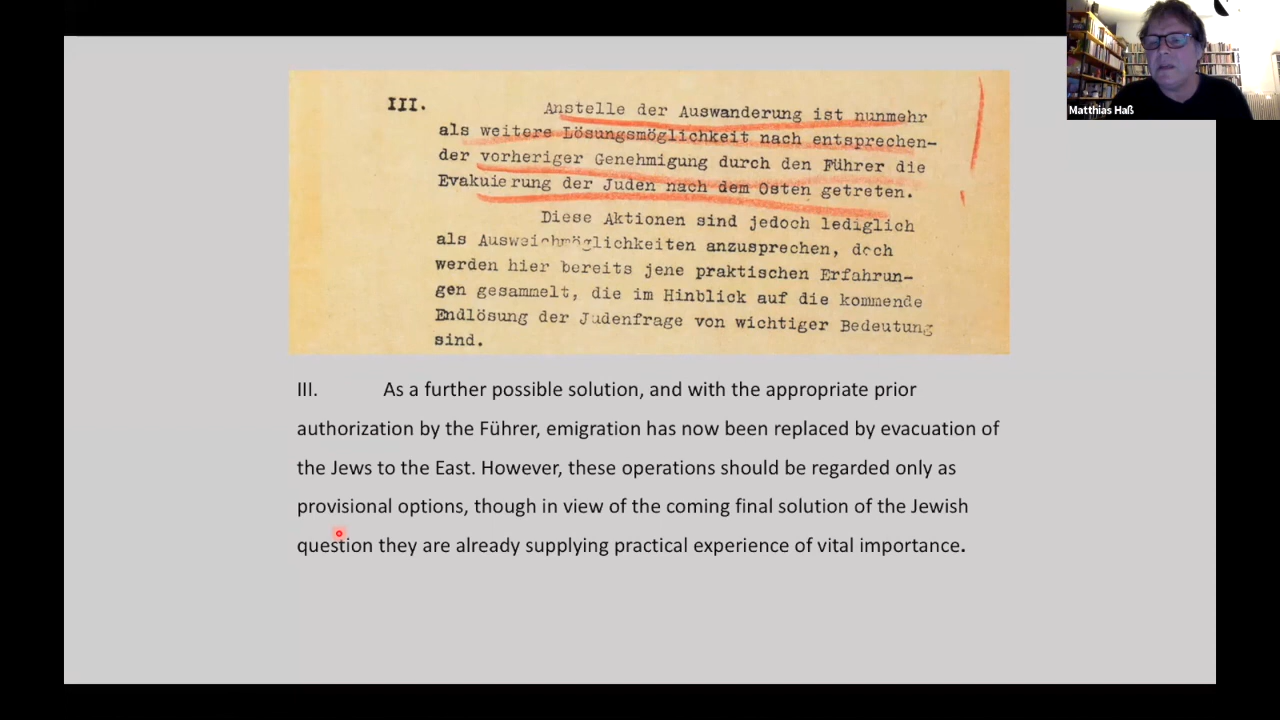 Matthias Haß
III. Anstelle der Auswanderung ist nunmehr
als weitere Lösungsmöglichkeit nach entsprechen-
der vorheriger Genehmigung durch den Führer die
Evakuierung der Juden nach dem Osten getreten.
Diese Aktionen sind jedoch lediglich
als Ausweichmöglichkeiten anzusprechen, doch
werden hier bereits jene praktischen Erfahrun-
gen gesammelt, die im Hinblick auf die kommende
Endlösung der Judenfrage von wichtiger Bedeutung
sind.
III. As a further possible solution, and with the appropriate prior
authorization by the Führer, emigration has now been replaced by evacuation of
the Jews to the East. However, these operations should be regarded only as
provisional options, though in view of the coming final solution of the Jewish
question they are already supplying practical experience of vital importance.